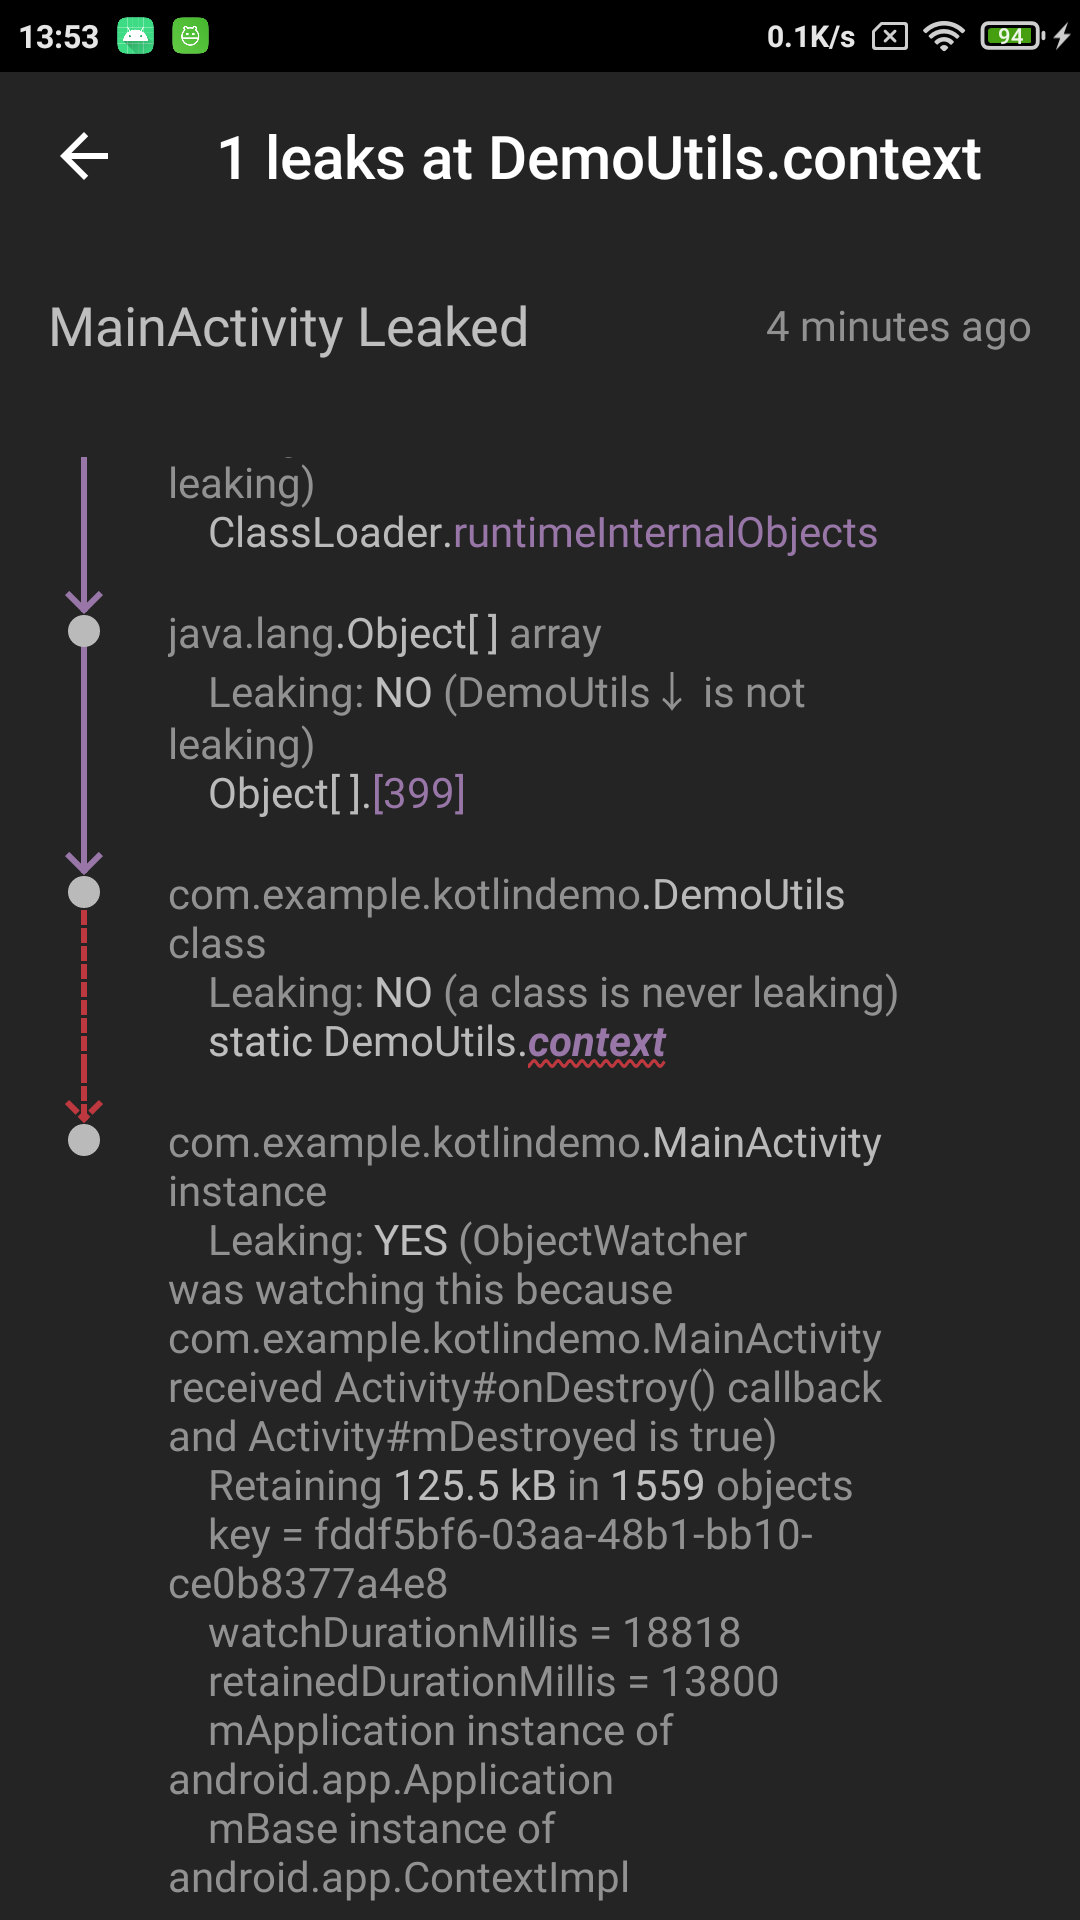 13:53
0.1K/s
94
1 leaks at DemoUtils.context
MainActivity Leaked
4 minutes ago
leaking)
ClassLoader.runtimeInternalObjects
java.lang.Object[] array
Leaking: NO (DemoUtils↓ is not
leaking)
Object[].[399]
com.example.kotlindemo.DemoUtils
class
Leaking: NO (a class is never leaking)
static DemoUtils.context
com.example.kotlindemo.MainActivity
instance
Leaking: YES (ObjectWatcher
was watching this because
com.example.kotlindemo.MainActivity
received Activity#onDestroy() callback
and Activity#mDestroyed is true)
Retaining 125.5 kB in 1559 objects
key = fddf5bf6-03aa-48b1-bb10-
ce0b8377a4e8
watchDurationMillis = 18818
retainedDurationMillis = 13800
mApplication instance of
android.app.Application
mBase instance of
android.app.ContextImpl